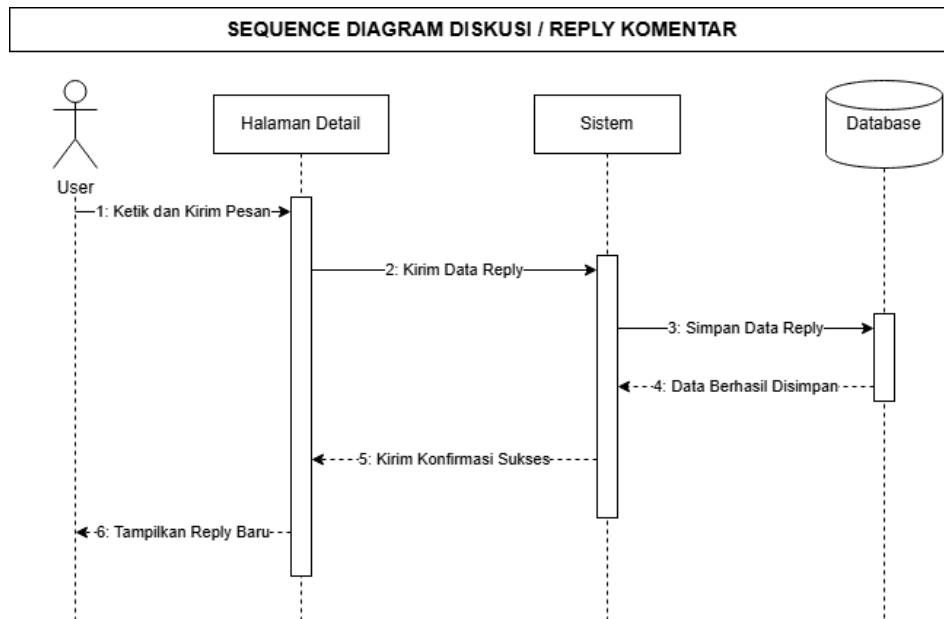 SEQUENCE DIAGRAM DISKUSI / REPLY KOMENTAR
Halaman Detail
Sistem
Database
User
1: Ketik dan Kirim Pesan
2: Kirim Data Reply
3: Simpan Data Reply
4: Data Berhasil Disimpan
5: Kirim Konfirmasi Sukses
6: Tampilkan Reply Baru